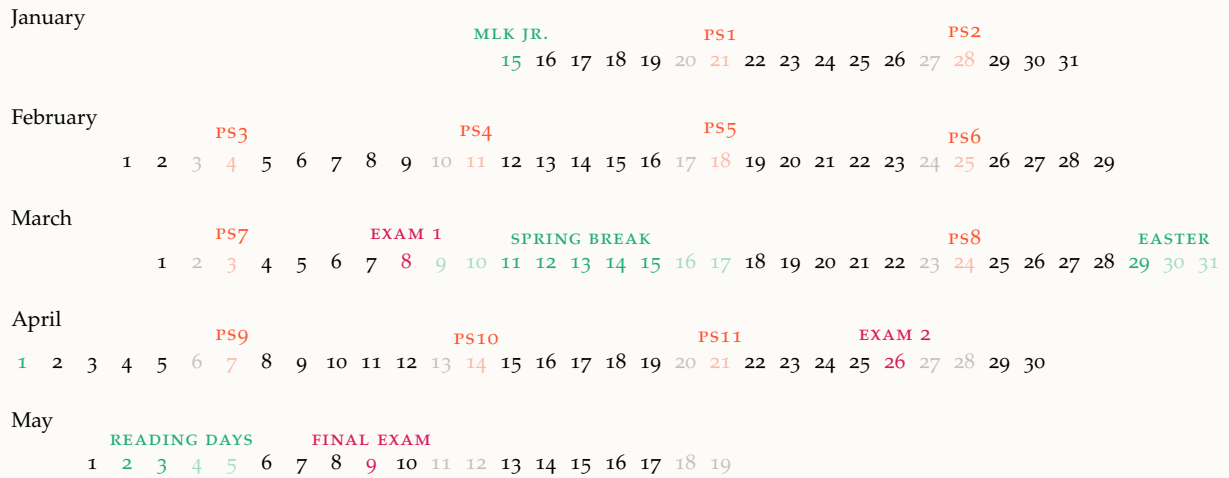 January
MLK JR. PS1 PS2
15 16 17 18 19 20 21 22 23 24 25 26 27 28 29 30 31
February
PS3 PS4 PS5 PS6
1 2 3 4 5 6 7 8 9 10 11 12 13 14 15 16 17 18 19 20 21 22 23 24 25 26 27 28 29
March
PS7 EXAM 1 SPRING BREAK PS8 EASTER
1 2 3 4 5 6 7 8 9 10 11 12 13 14 15 16 17 18 19 20 21 22 23 24 25 26 27 28 29 30 31
April
PS9 PS10 PS11 EXAM 2
1 2 3 4 5 6 7 8 9 10 11 12 13 14 15 16 17 18 19 20 21 22 23 24 25 26 27 28 29 30
May
READING DAYS FINAL EXAM
1 2 3 4 5 6 7 8 9 10 11 12 13 14 15 16 17 18 19